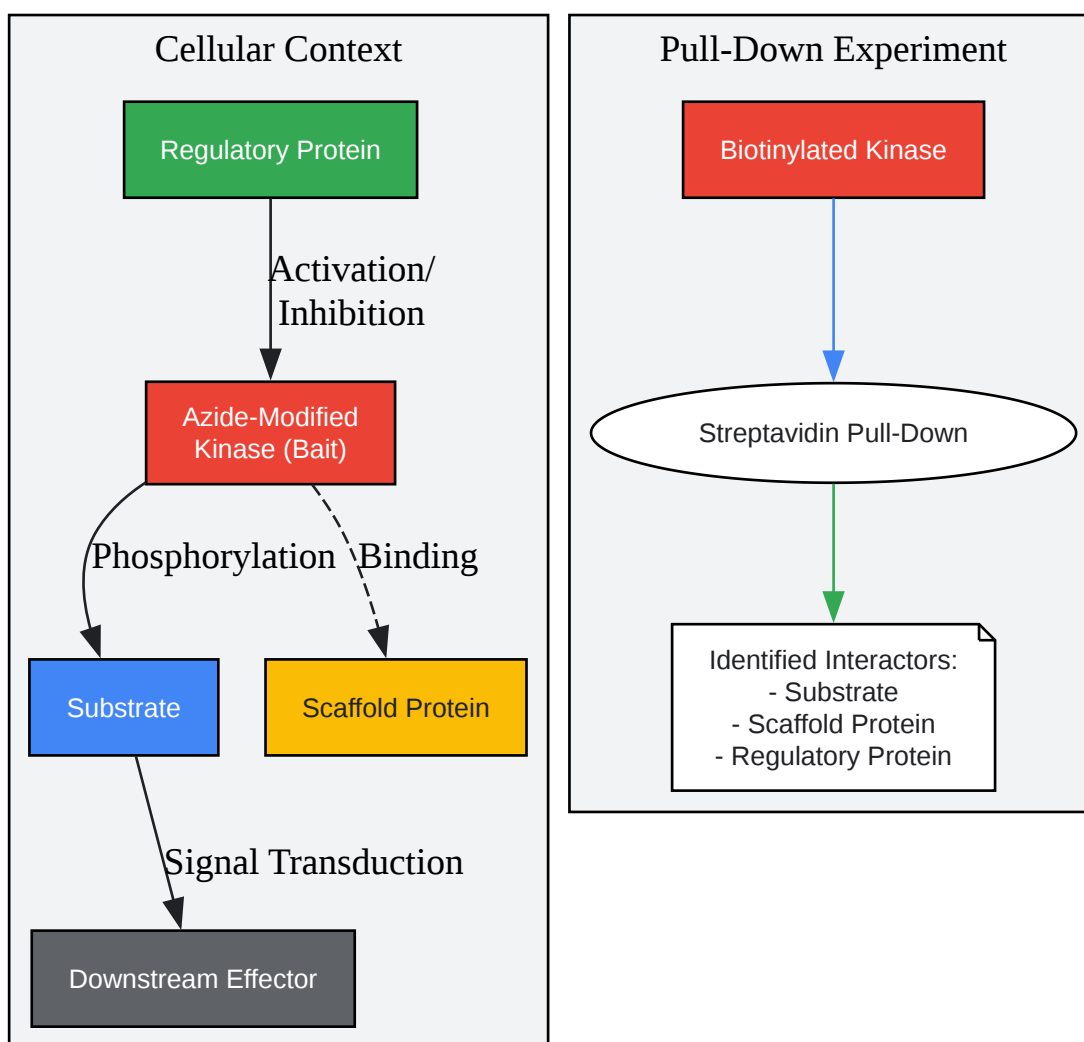 Cellular Context
Regulatory Protein
Activation/
Inhibition
Azide-Modified
Kinase (Bait)
Phosphorylation
Binding
Substrate
Scaffold Protein
Signal Transduction
Downstream Effector
Pull-Down Experiment
Biotinylated Kinase
Streptavidin Pull-Down
Identified Interactors:
- Substrate
- Scaffold Protein
- Regulatory Protein